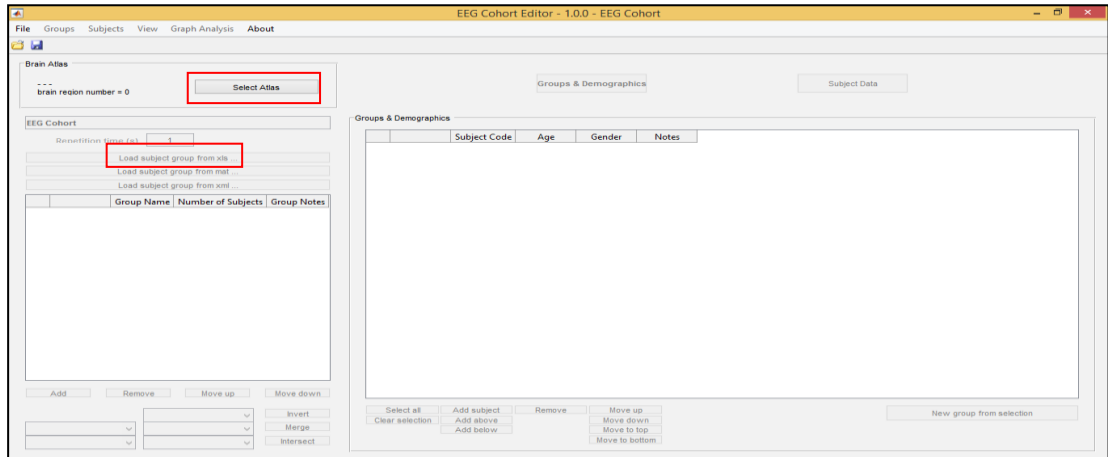 EEG Cohort Editor - 1.0.0 - EEG Cohort
File Groups Subjects View Graph Analysis About
Brain Atlas
- - -
brain region number = 0
Select Atlas
Groups & Demographics
Subject Data
EEG Cohort
Repetition time (s) 1
Load subject group from xls ...
Load subject group from mat ...
Load subject group from xml ...
Group Name Number of Subjects Group Notes
Add Remove Move up Move down
Invert
Merge
Intersect
Groups & Demographics
Subject Code Age Gender Notes
Select all Add subject Remove Move up
Clear selection Add above Move down
Add below Move to top
Move to bottom
New group from selection